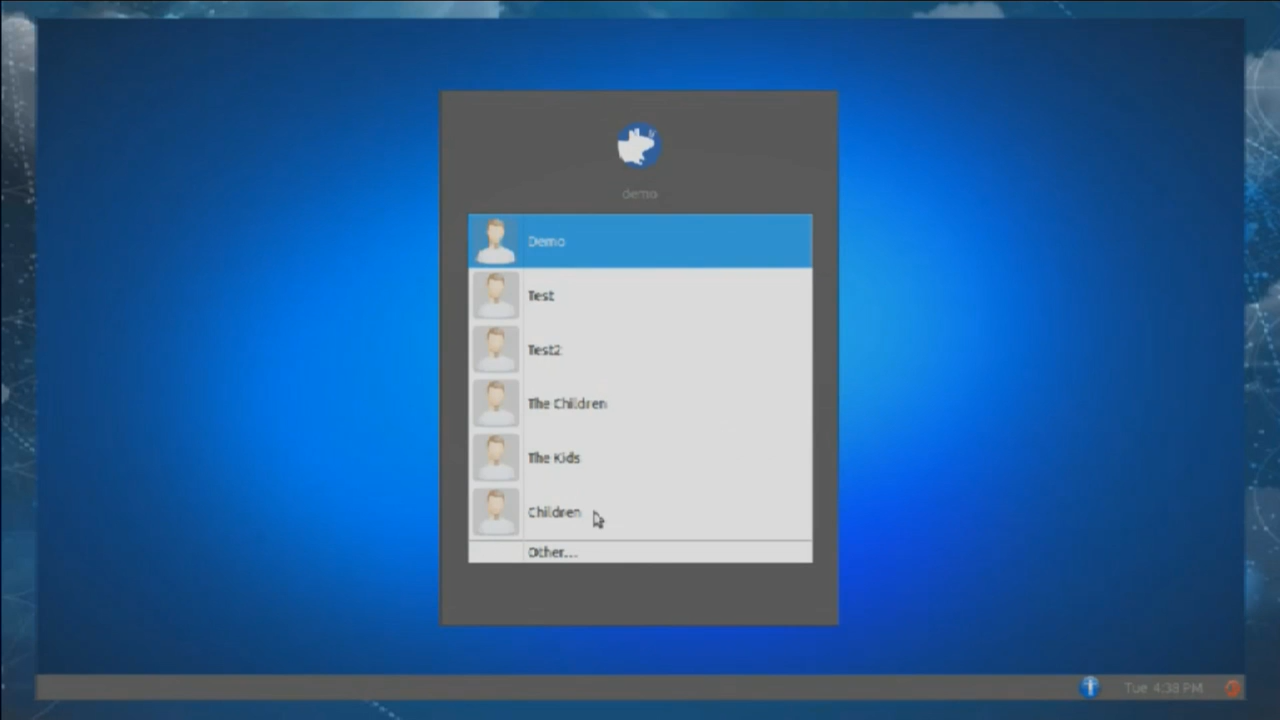 demo
Demo
Test
Test2
The Children
The Kids
Children
Other...
Tue 4:38 PM